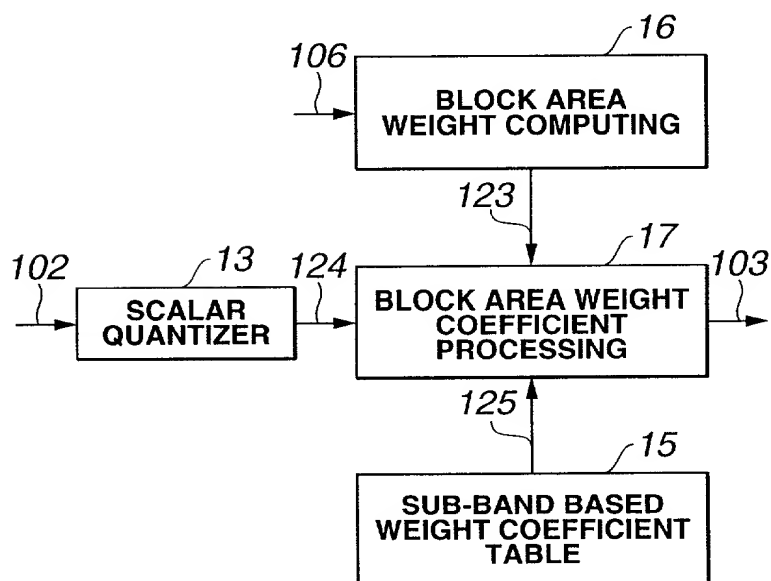 16
106
BLOCK AREA
WEIGHT COMPUTING
123
17
102
13
124
103
SCALAR
QUANTIZER
BLOCK AREA WEIGHT
COEFFICIENT
PROCESSING
125
15
SUB-BAND BASED
WEIGHT COEFFICIENT
TABLE